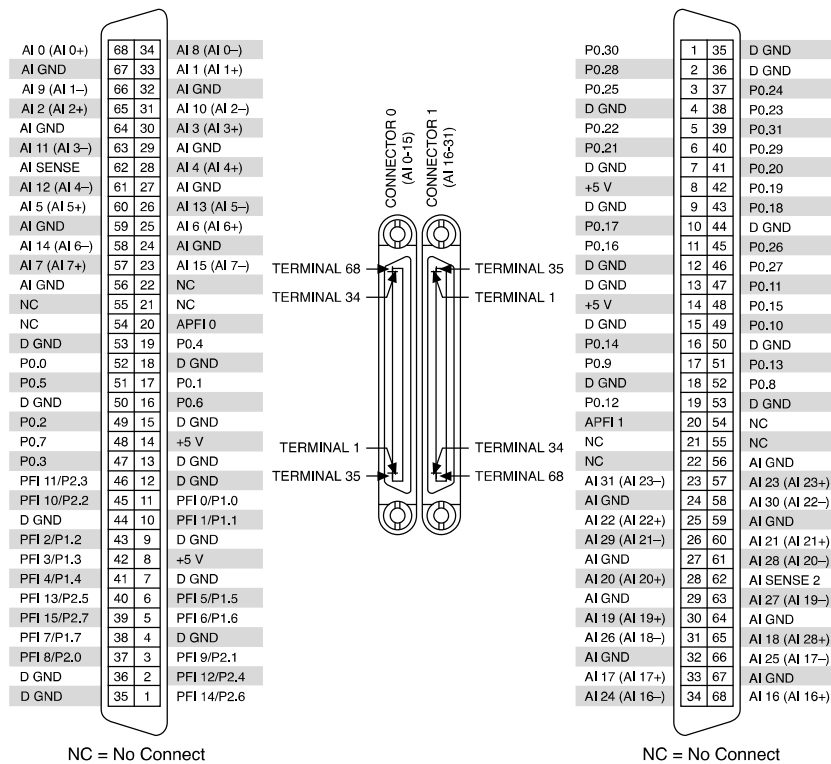 AI 0 (AI 0+) 68 34 AI 8 (AI 0–)
AI GND 67 33 AI 1 (AI 1+)
AI 9 (AI 1–) 66 32 AI GND
AI 2 (AI 2+) 65 31 AI 10 (AI 2–)
AI GND 64 30 AI 3 (AI 3+)
AI 11 (AI 3–) 63 29 AI GND
AI SENSE 62 28 AI 4 (AI 4+)
AI 12 (AI 4–) 61 27 AI GND
AI 5 (AI 5+) 60 26 AI 13 (AI 5–)
AI GND 59 25 AI 6 (AI 6+)
AI 14 (AI 6–) 58 24 AI GND
AI 7 (AI 7+) 57 23 AI 15 (AI 7–)
AI GND 56 22 NC
NC 55 21 NC
NC 54 20 APFI 0
D GND 53 19 P0.4
P0.0 52 18 D GND
P0.5 51 17 P0.1
D GND 50 16 P0.6
P0.2 49 15 D GND
P0.7 48 14 +5 V
P0.3 47 13 D GND
PFI 11/P2.3 46 12 D GND
PFI 10/P2.2 45 11 PFI 0/P1.0
D GND 44 10 PFI 1/P1.1
PFI 2/P1.2 43 9 D GND
PFI 3/P1.3 42 8 +5 V
PFI 4/P1.4 41 7 D GND
PFI 13/P2.5 40 6 PFI 5/P1.5
PFI 15/P2.7 39 5 PFI 6/P1.6
PFI 7/P1.7 38 4 D GND
PFI 8/P2.0 37 3 PFI 9/P2.1
D GND 36 2 PFI 12/P2.4
D GND 35 1 PFI 14/P2.6
NC = No Connect
CONNECTOR 0
(AI 0-15)
CONNECTOR 1
(AI 16-31)
TERMINAL 68
TERMINAL 34
TERMINAL 35
TERMINAL 1
TERMINAL 1
TERMINAL 35
TERMINAL 34
TERMINAL 68
P0.30 1 35 D GND
P0.28 2 36 D GND
P0.25 3 37 P0.24
D GND 4 38 P0.23
P0.22 5 39 P0.31
P0.21 6 40 P0.29
D GND 7 41 P0.20
+5 V 8 42 P0.19
D GND 9 43 P0.18
P0.17 10 44 D GND
P0.16 11 45 P0.26
D GND 12 46 P0.27
D GND 13 47 P0.11
+5 V 14 48 P0.15
D GND 15 49 P0.10
P0.14 16 50 D GND
P0.9 17 51 P0.13
D GND 18 52 P0.8
P0.12 19 53 D GND
APFI 1 20 54 NC
NC 21 55 NC
NC 22 56 AI GND
AI 31 (AI 23–) 23 57 AI 23 (AI 23+)
AI GND 24 58 AI 30 (AI 22–)
AI 22 (AI 22+) 25 59 AI GND
AI 29 (AI 21–) 26 60 AI 21 (AI 21+)
AI GND 27 61 AI 28 (AI 20–)
AI 20 (AI 20+) 28 62 AI SENSE 2
AI GND 29 63 AI 27 (AI 19–)
AI 19 (AI 19+) 30 64 AI GND
AI 26 (AI 18–) 31 65 AI 18 (AI 28+)
AI GND 32 66 AI 25 (AI 17–)
AI 17 (AI 17+) 33 67 AI GND
AI 24 (AI 16–) 34 68 AI 16 (AI 16+)
NC = No Connect